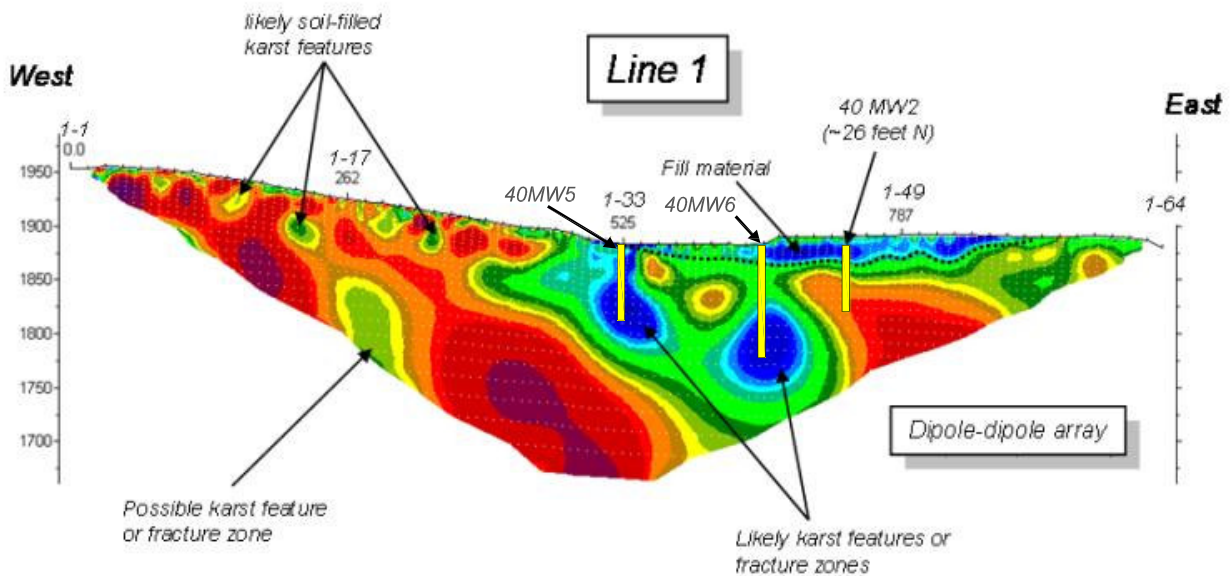 likely soil-filled
karst features
Line 1
West
East
40 MW2
(~26 feet N)
1-1
0.0
1-17
262
Fill material
40MW5
1-33
525
40MW6
1-49
787
1-64
1950
1900
1850
1800
1750
1700
Dipole-dipole array
Possible karst feature
or fracture zone
Likely karst features or
fracture zones